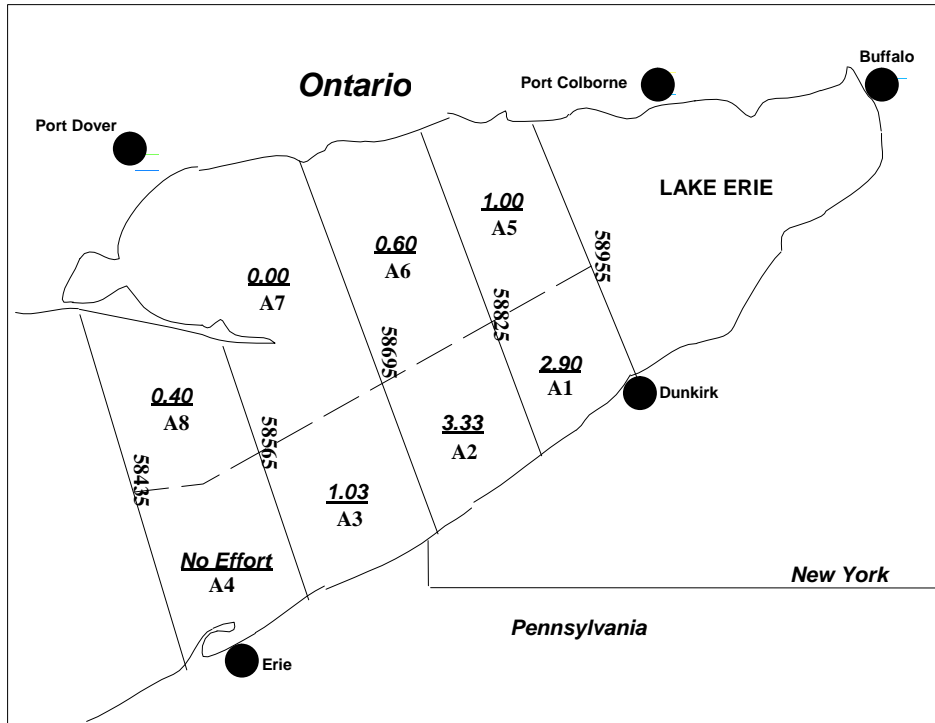 Buffalo
Ontario
Port Colborne
Port Dover
LAKE ERIE
1.00
A5
0.60
A6
58955
0.00
A7
58825
58695
2.90
A1
Dunkirk
0.40
A8
3.33
A2
58565
58435
1.03
A3
No Effort
A4
New York
Pennsylvania
Erie